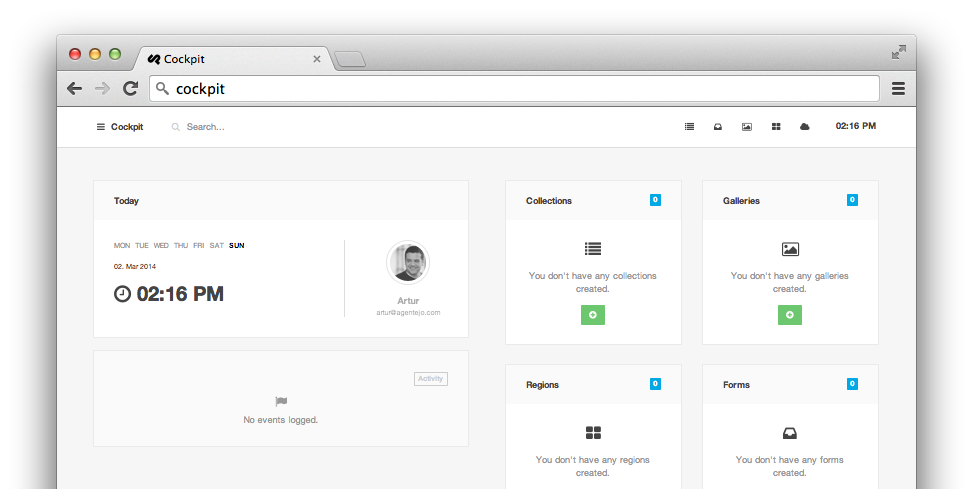 Cockpit
cockpit
Cockpit
Search...
02:16 PM
Today
MON TUE WED THU FRI SAT SUN
02. Mar 2014
02:16 PM
Artur
artur@agentejo.com
Activity
No events logged.
Collections 0
You don't have any collections
created.
Galleries 0
You don't have any galleries
created.
Regions 0
You don't have any regions
created.
Forms 0
You don't have any forms
created.